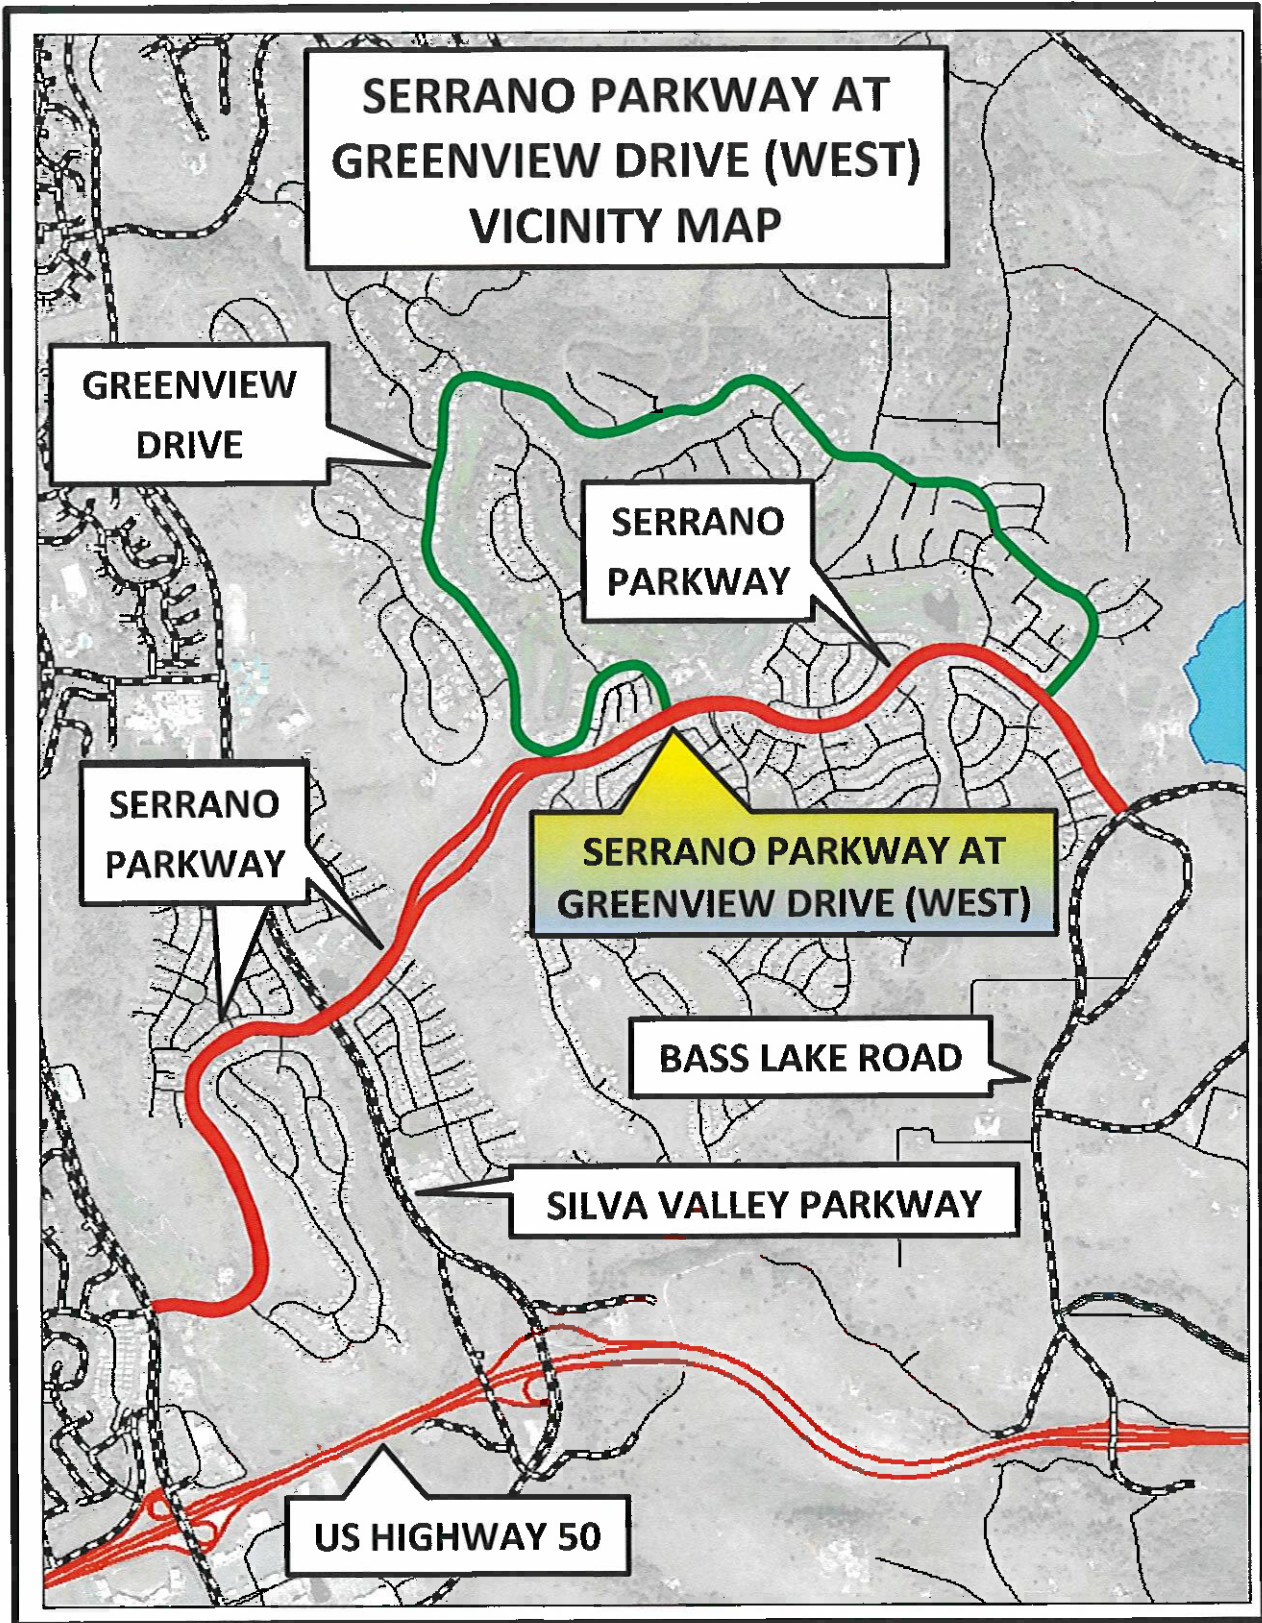 SERRANO PARKWAY AT
GREENVIEW DRIVE (WEST)
VICINITY MAP
GREENVIEW
DRIVE
SERRANO
PARKWAY
SERRANO
PARKWAY
SERRANO PARKWAY AT
GREENVIEW DRIVE (WEST)
BASS LAKE ROAD
SILVA VALLEY PARKWAY
US HIGHWAY 50